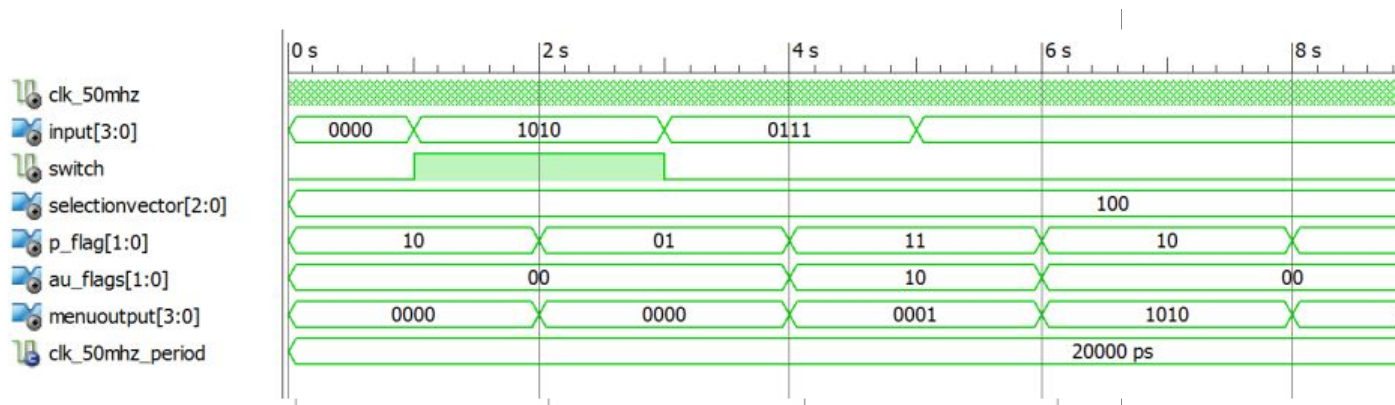 0 s 2 s 4 s 6 s 8 s
clk_50mhz
input[3:0] 0000 1010 0111
switch
selectionvector[2:0] 100
p_flag[1:0] 10 01 11 10
au_flags[1:0] 00 10 00
menuoutput[3:0] 0000 0000 0001 1010
clk_50mhz_period 20000 ps